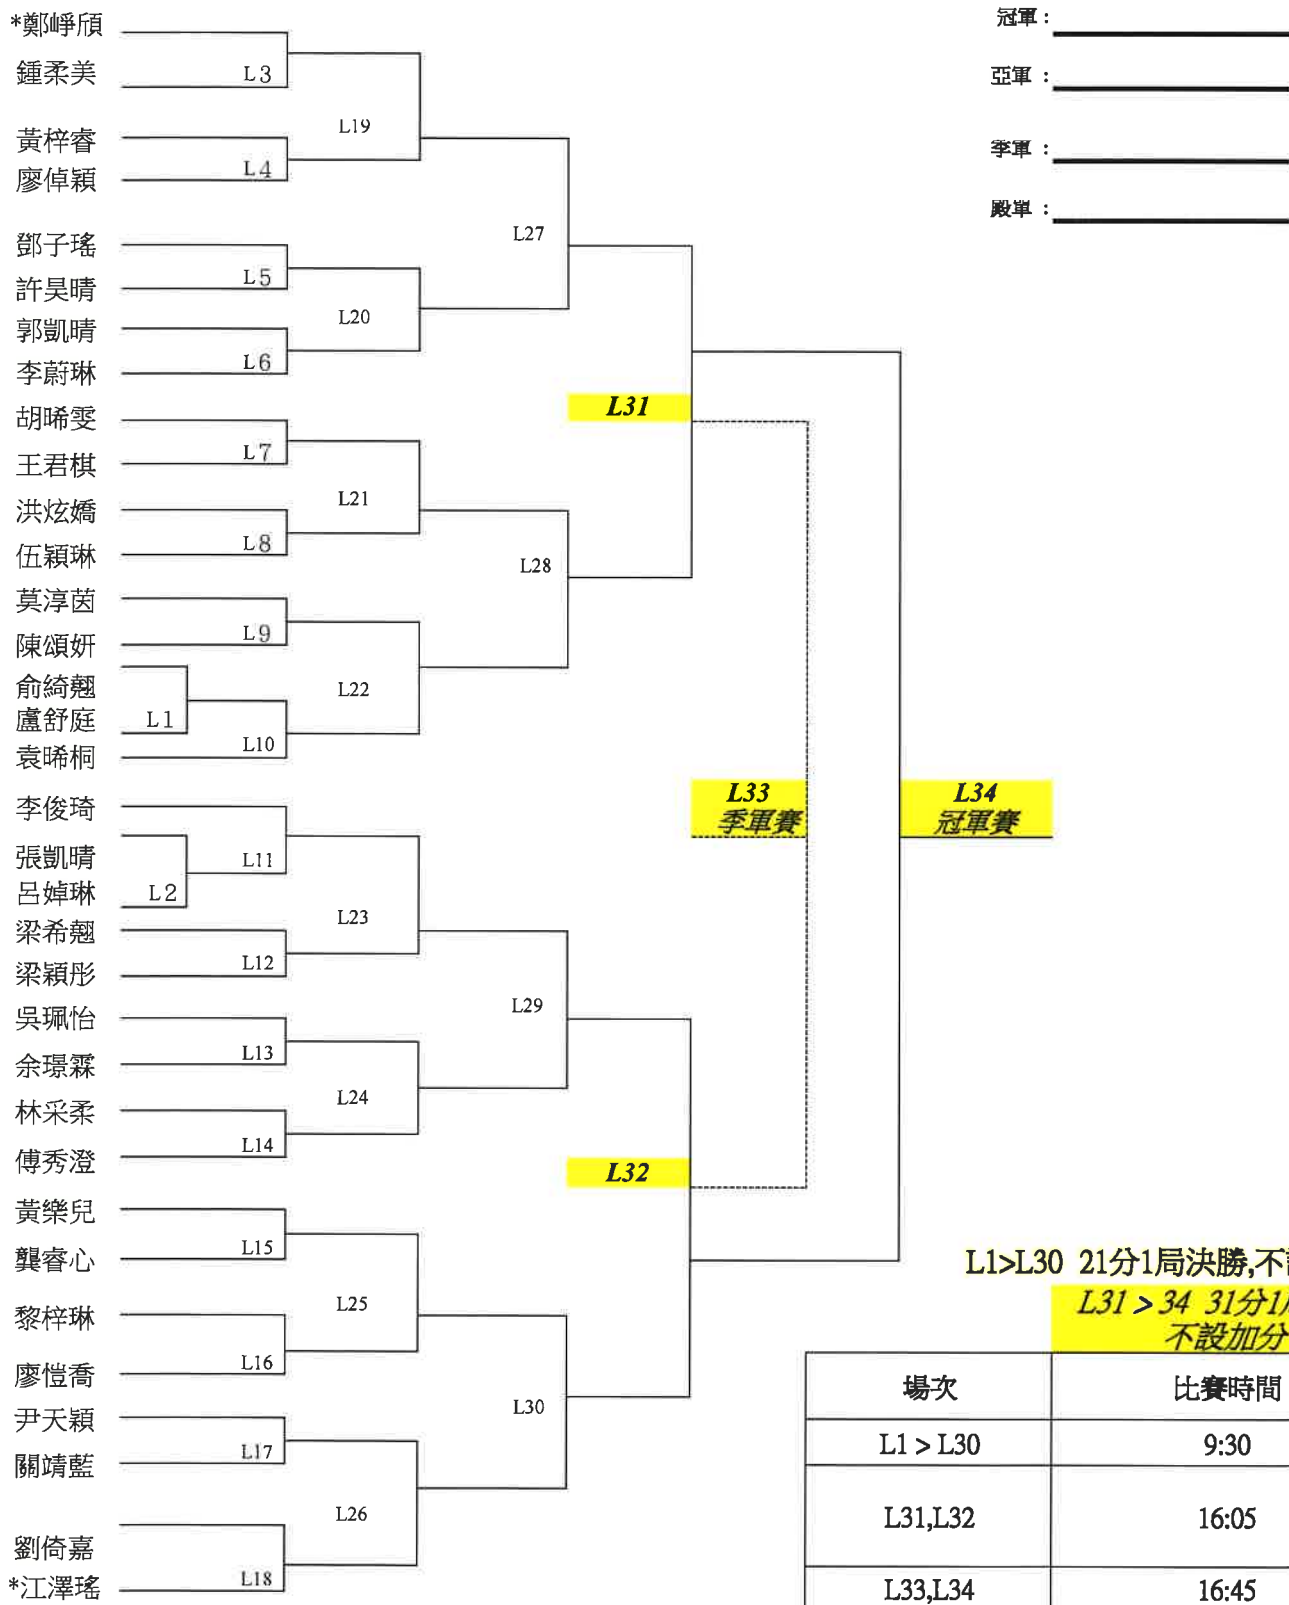 *鄭崢頎
鍾柔美
L3
L19
黃梓睿
廖倬穎
L4
L27
鄧子瑤
許昊晴
L5
L20
郭凱晴
李蔚琳
L6
L31
胡晞雯
王君棋
L7
L21
洪炫嬌
伍穎琳
L8
L28
莫淳茵
陳頌妍
L9
L22
俞綺翹
盧舒庭
L1
袁晞桐
L10
L33
季軍賽
L34
冠軍賽
李俊琦
張凱晴
L11
呂婥琳
L2
L23
梁希翹
梁穎彤
L12
L29
吳珮怡
余璟霖
L13
L24
林采柔
傅秀澄
L14
L32
黃樂兒
龔睿心
L15
L25
黎梓琳
廖愷喬
L16
L30
尹天穎
關靖藍
L17
L26
劉倚嘉
*江澤瑤
L18
冠軍：
亞軍：
季軍：
殿軍：
L1>L30 21分1局決勝,不
L31 > 34 31分1
不設加分
場次 比賽時間
L1 > L30 9:30
L31,L32 16:05
L33,L34 16:45